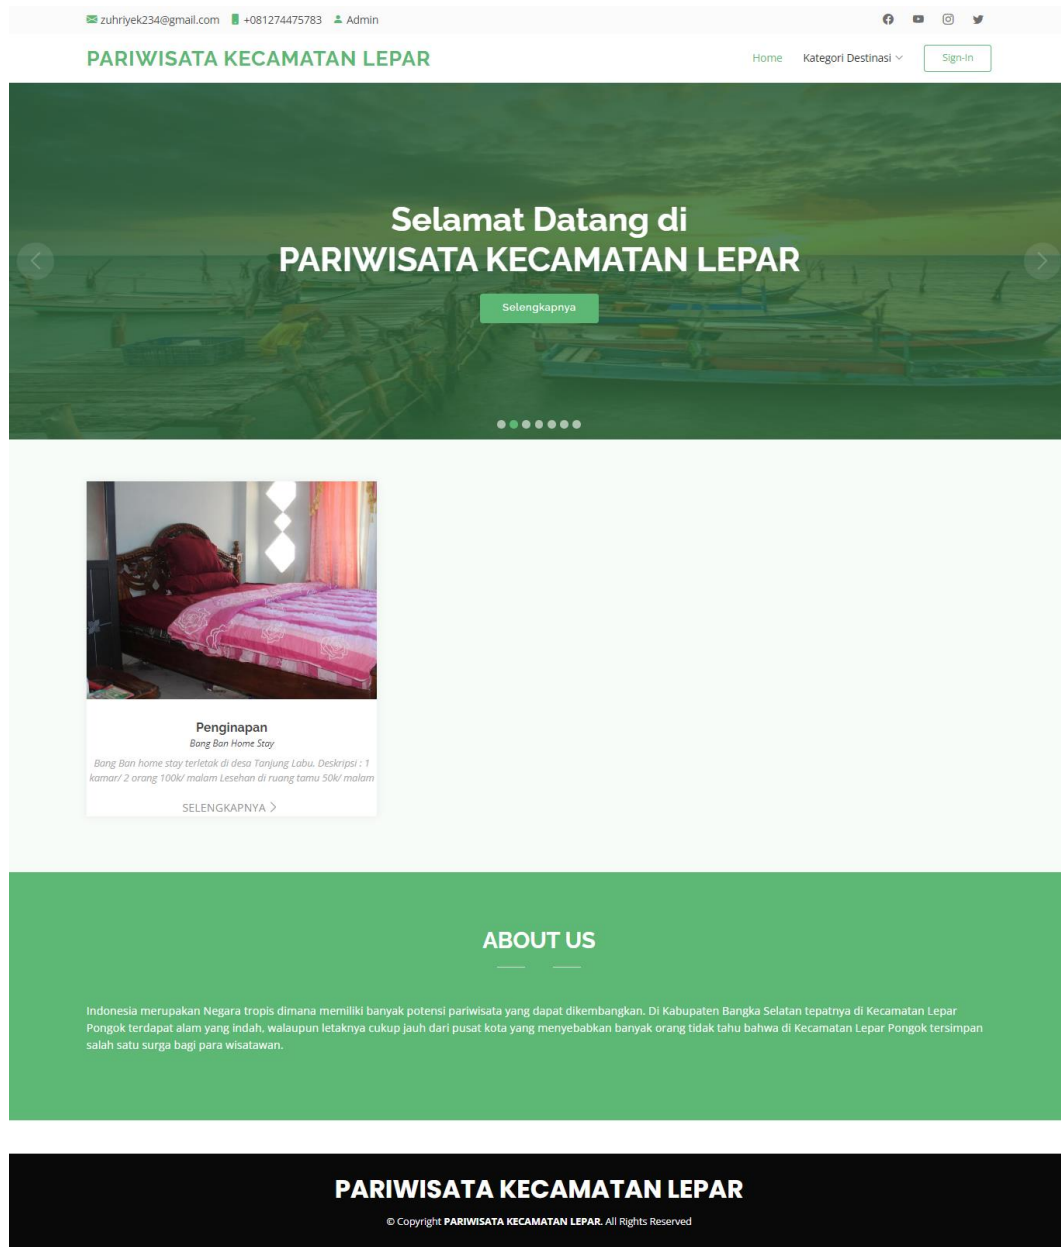 zuhriyek234@gmail.com +081274475783 Admin
PARIWISATA KECAMATAN LEPAR
Home Kategori Destinasi Sign-In
Selamat Datang di
PARIWISATA KECAMATAN LEPAR
Selengkapnya
Penginapan
Bang Ban Home Stay
Bang Ban home stay terletak di desa Tanjung Labu. Deskripsi : 1
kamar/ 2 orang 100k/ malam Lesehan di ruang tamu 50k/ malam
SELENGKAPNYA
ABOUT US
Indonesia merupakan Negara tropis dimana memiliki banyak potensi pariwisata yang dapat dikembangkan. Di Kabupaten Bangka Selatan tepatnya di Kecamatan Lepar
Pongok terdapat alam yang indah, walaupun letaknya cukup jauh dari pusat kota yang menyebabkan banyak orang tidak tahu bahwa di Kecamatan Lepar Pongok tersimpan
salah satu surga bagi para wisatawan.
PARIWISATA KECAMATAN LEPAR
© Copyright PARIWISATA KECAMATAN LEPAR. All Rights Reserved